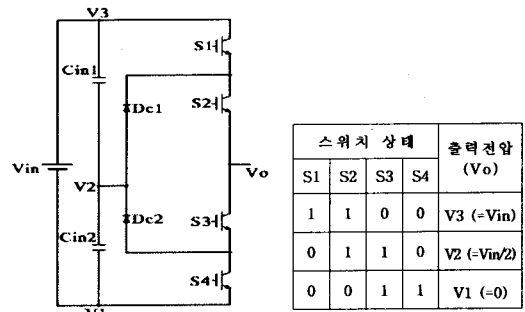 V3
S1
Cin1
Dc1
S2
Vin
V2
Vo
Dc2
S3
Cin2
S4
V1
스위치 상태 출력전압 (Vo)
S1 S2 S3 S4
1 1 0 0 V3 (=Vin)
0 1 1 0 V2 (=Vin/2)
0 0 1 1 V1 (=0)